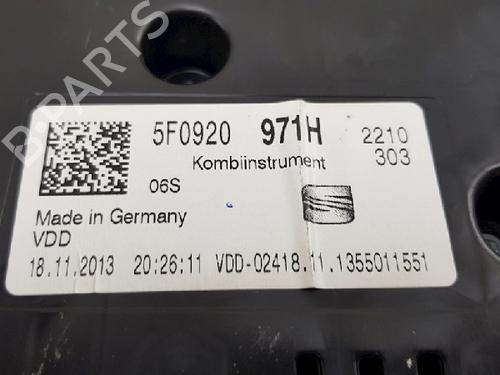 B-PARTS
5F0920 971H 2210
Kombiinstrument 303
06S
Made in Germany
VDD
18.11.2013 20:26:11 VDD-02418.11.1355011551